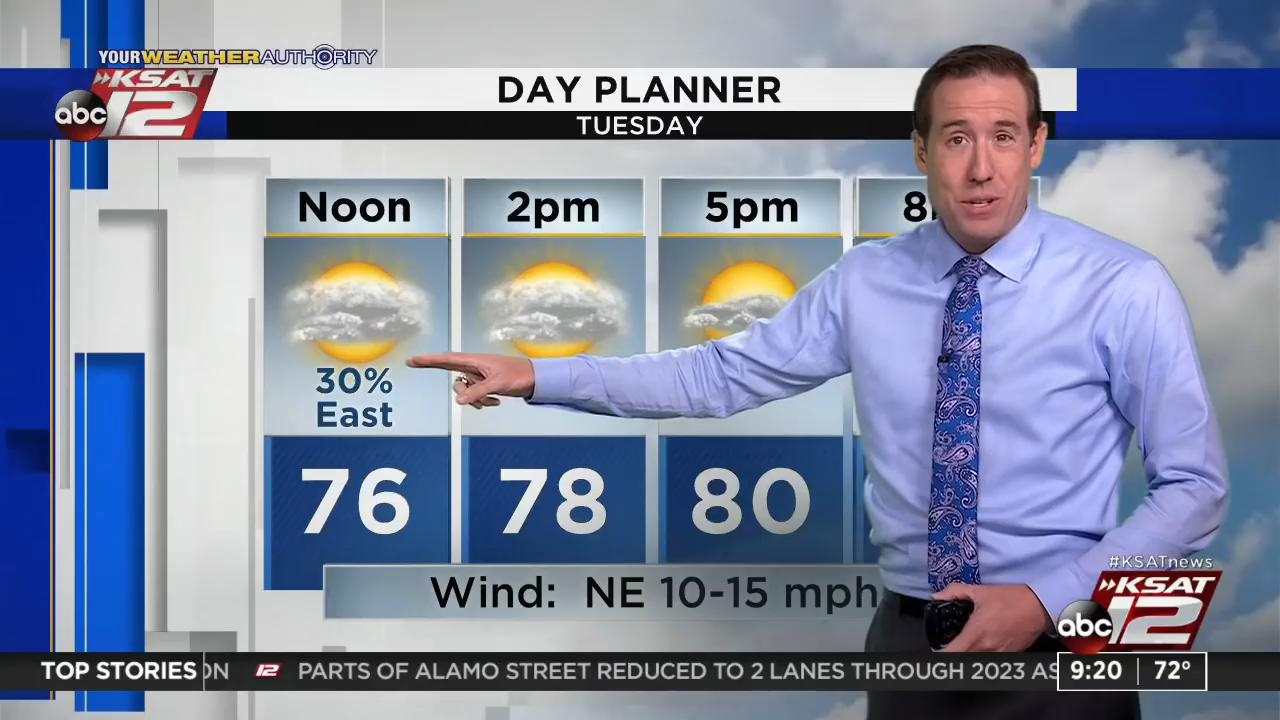 YOURWEATHERAUTHORITY
KSAT
abc 12
DAY PLANNER
TUESDAY
Noon
2pm
5pm
30%
East
76
78
80
Wind: NE 10-15 mph
#KSATnews
KSAT
abc 12
TOP STORIES
12 PARTS OF ALAMO STREET REDUCED TO 2 LANES THROUGH 2023
9:20 72°